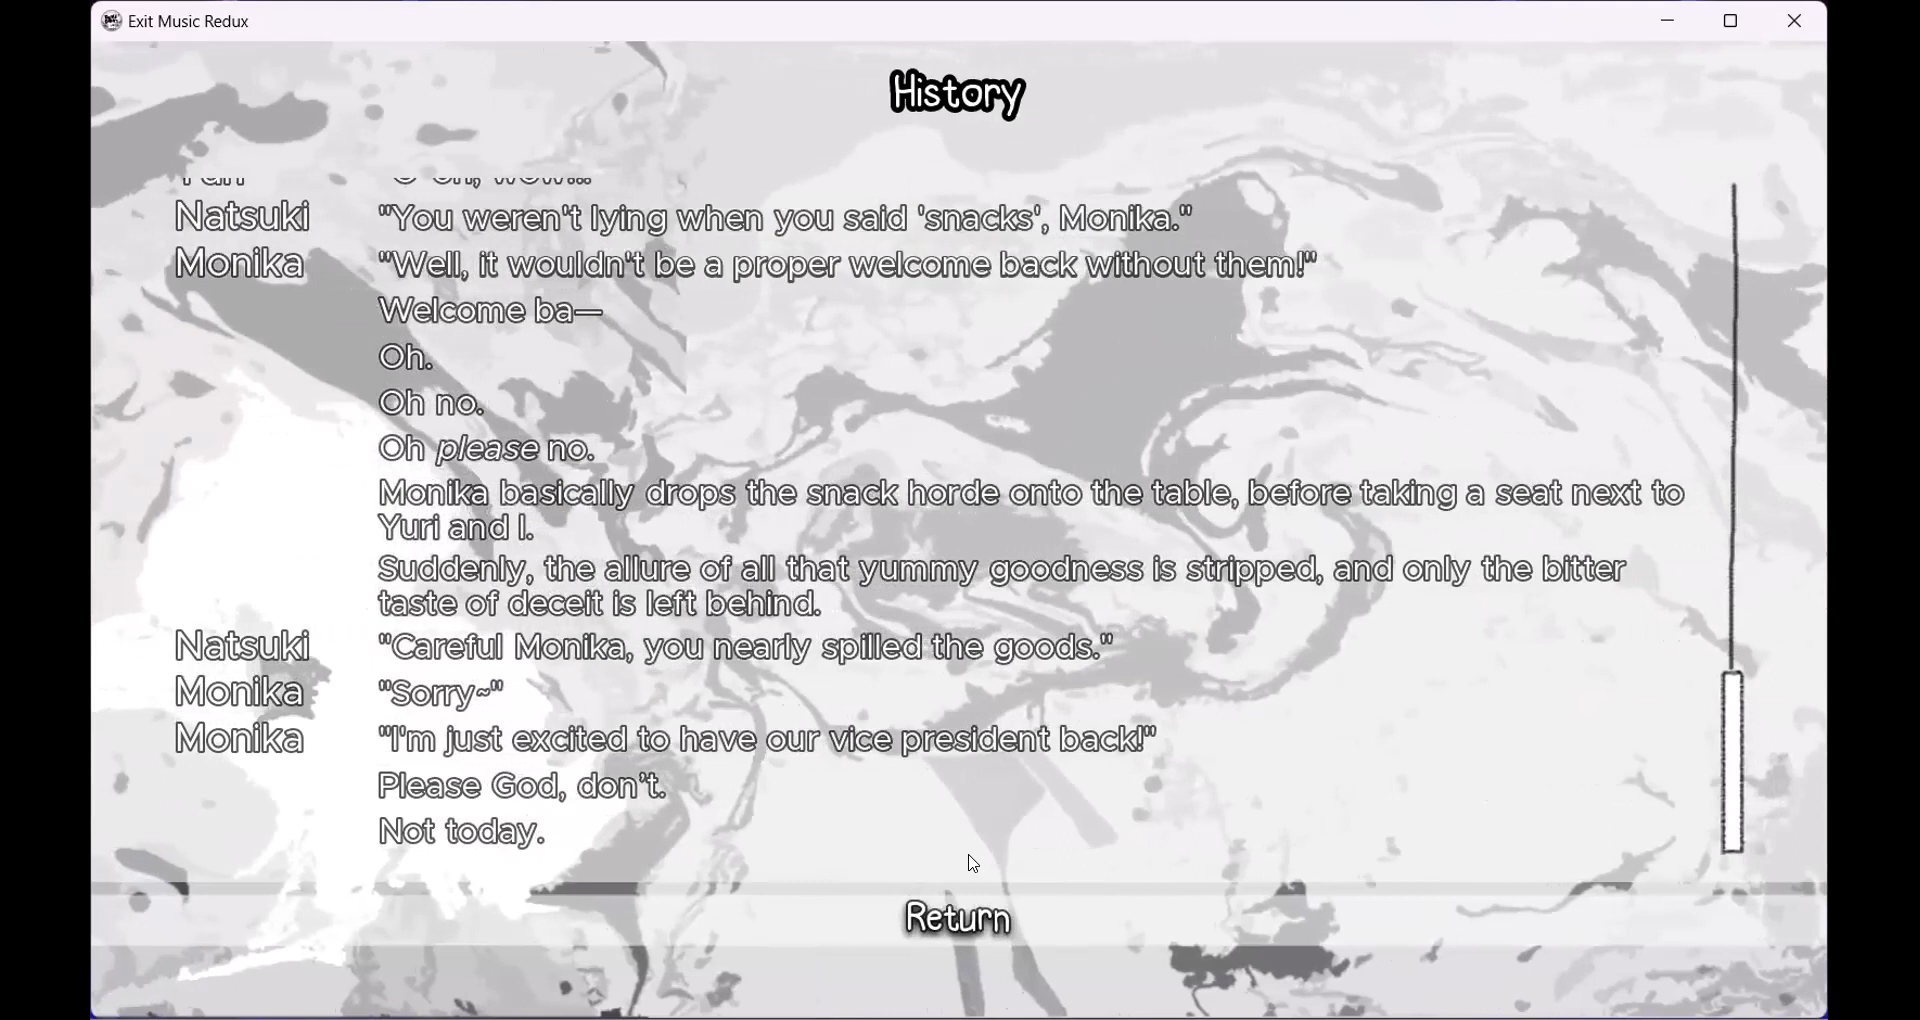 Exit Music Redux
History
Natsuki "You weren't lying when you said 'snacks', Monika."
Monika "Well, it wouldn't be a proper welcome back without them!"
Welcome ba—
Oh.
Oh no.
Oh please no.
Monika basically drops the snack horde onto the table, before taking a seat next to
Yuri and I.
Suddenly, the allure of all that yummy goodness is stripped, and only the bitter
taste of deceit is left behind.
Natsuki "Careful Monika, you nearly spilled the goods."
Monika "Sorry~"
Monika "I'm just excited to have our vice president back!"
Please God, don’t.
Not today.
Return